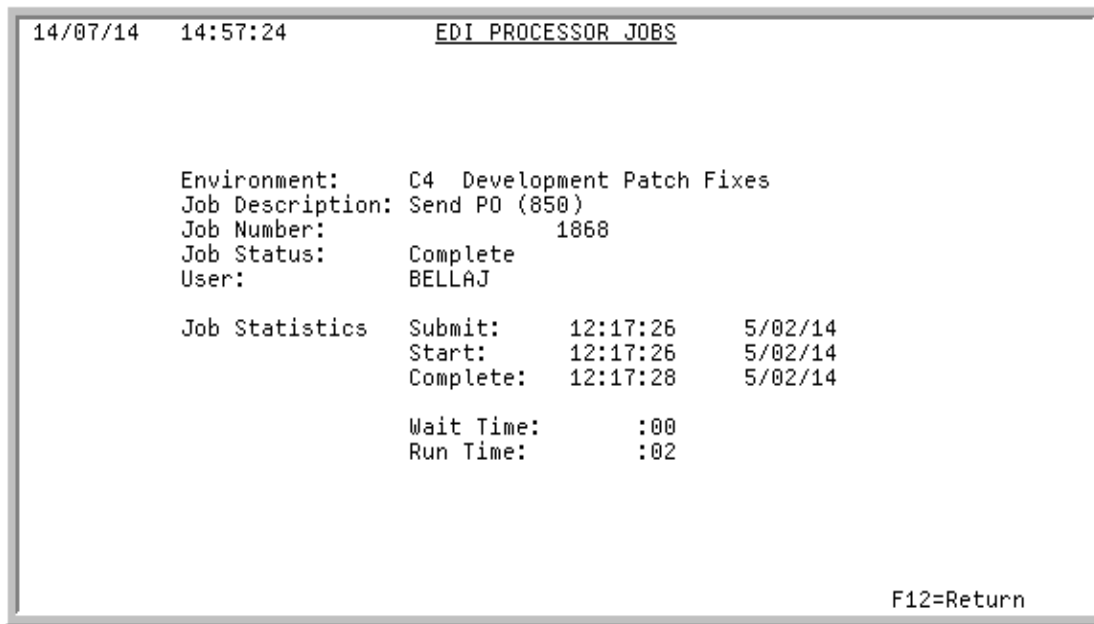 14/07/14 14:57:24 EDI PROCESSOR JOBS
Environment: C4 Development Patch Fixes
Job Description: Send PO (850)
Job Number: 1868
Job Status: Complete
User: BELLAJ
Job Statistics Submit: 12:17:26 5/02/14
Start: 12:17:26 5/02/14
Complete: 12:17:28 5/02/14
Wait Time: :00
Run Time: :02
F12=Return